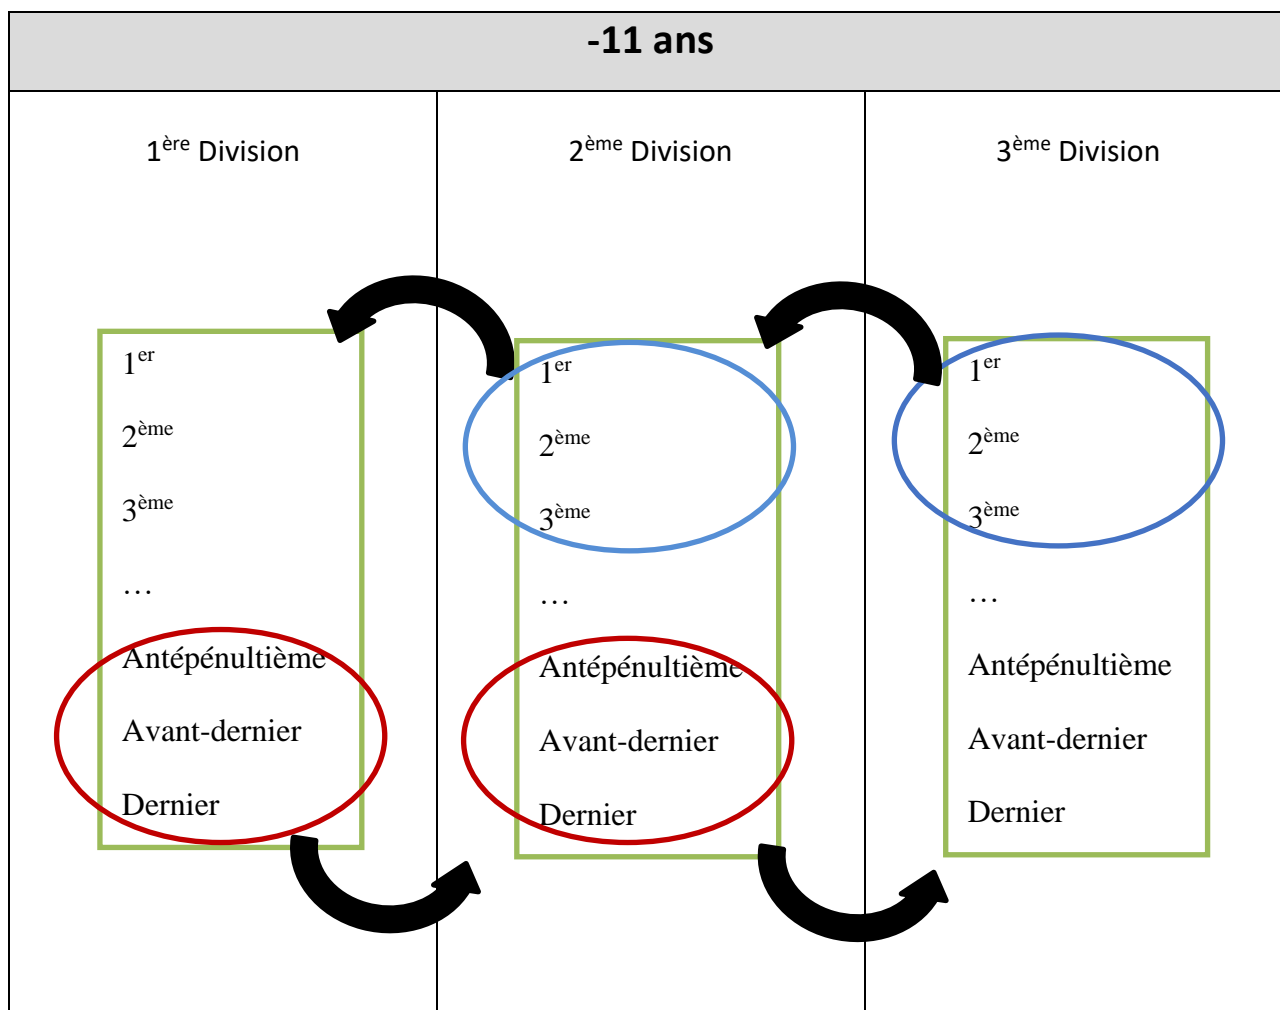 -11 ans
1ère Division
2ème Division
3ème Division
1er
2ème
3ème
…
Antépénultième
Avant-dernier
Dernier
1er
2ème
3ème
…
Antépénultième
Avant-dernier
Dernier
1er
2ème
3ème
…
Antépénultième
Avant-dernier
Dernier